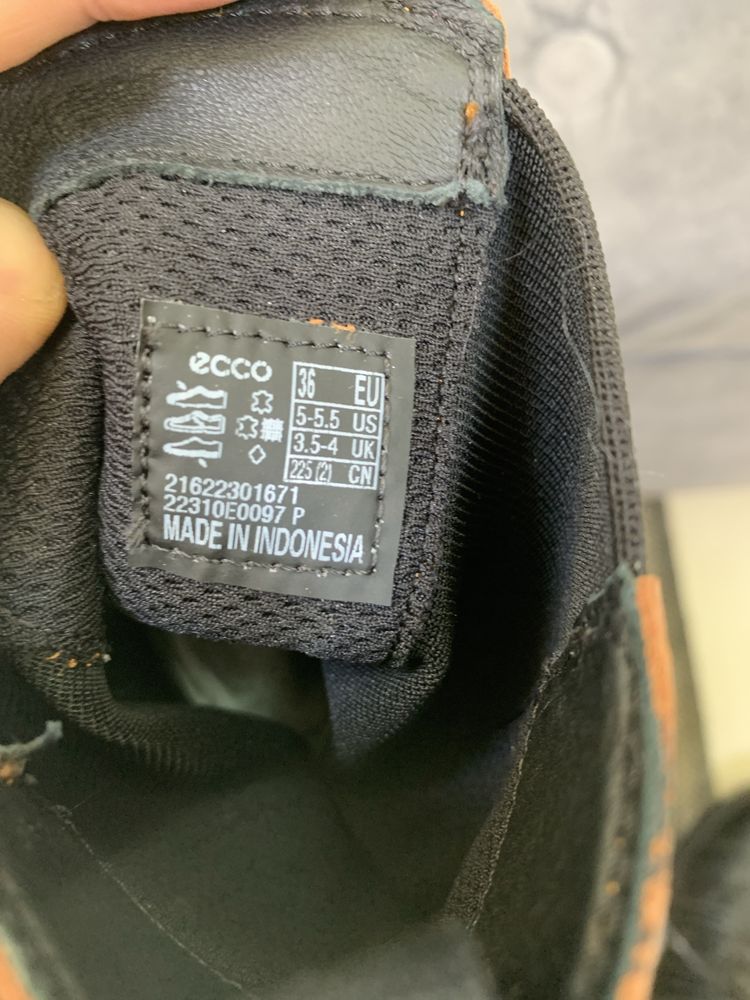 ecco
36 EU
5-5.5 US
3.5-4 UK
225 (2) CN
21622301671
22310E0097 P
MADE IN INDONESIA